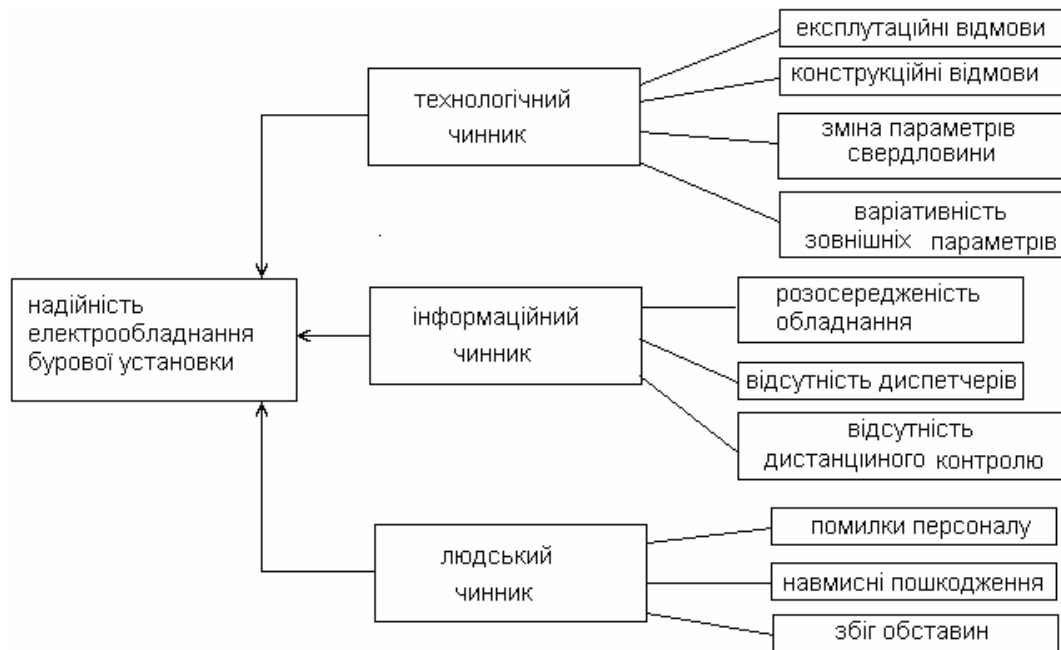 експлутаційні відмови
конструкційні відмови
технологічний
чинник
зміна параметрів
свердловини
варіативність
зовнішніх параметрів
надійність
електрообладнання
бурової установки
інформаційний
чинник
розосередженість
обладнання
відсутність диспетчерів
відсутність
дистанційного контролю
людський
чинник
помилки персоналу
навмисні пошкодження
збіг обставин